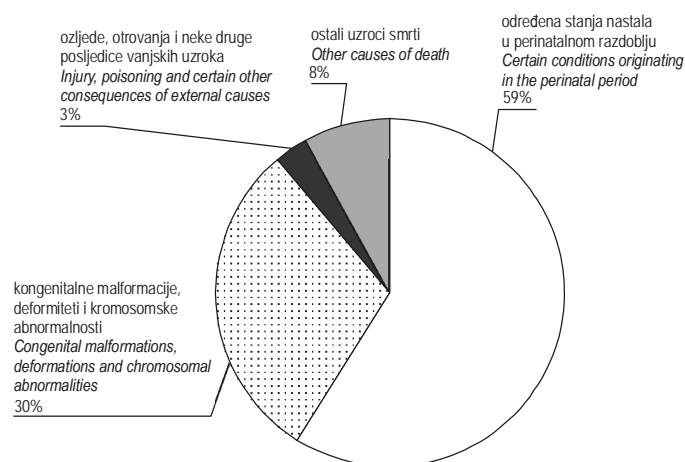 ozljede, otrovanja i neke druge
posljedice vanjskih uzroka
Injury, poisoning and certain other
consequences of external causes
3%
ostali uzroci smrti
Other causes of death
8%
određena stanja nastala
u perinatalnom razdoblju
Certain conditions originating
in the perinatal period
59%
kongenitalne malformacije,
deformiteti i kromosomske
abnormalnosti
Congenital malformations,
deformations and chromosomal
abnormalities
30%